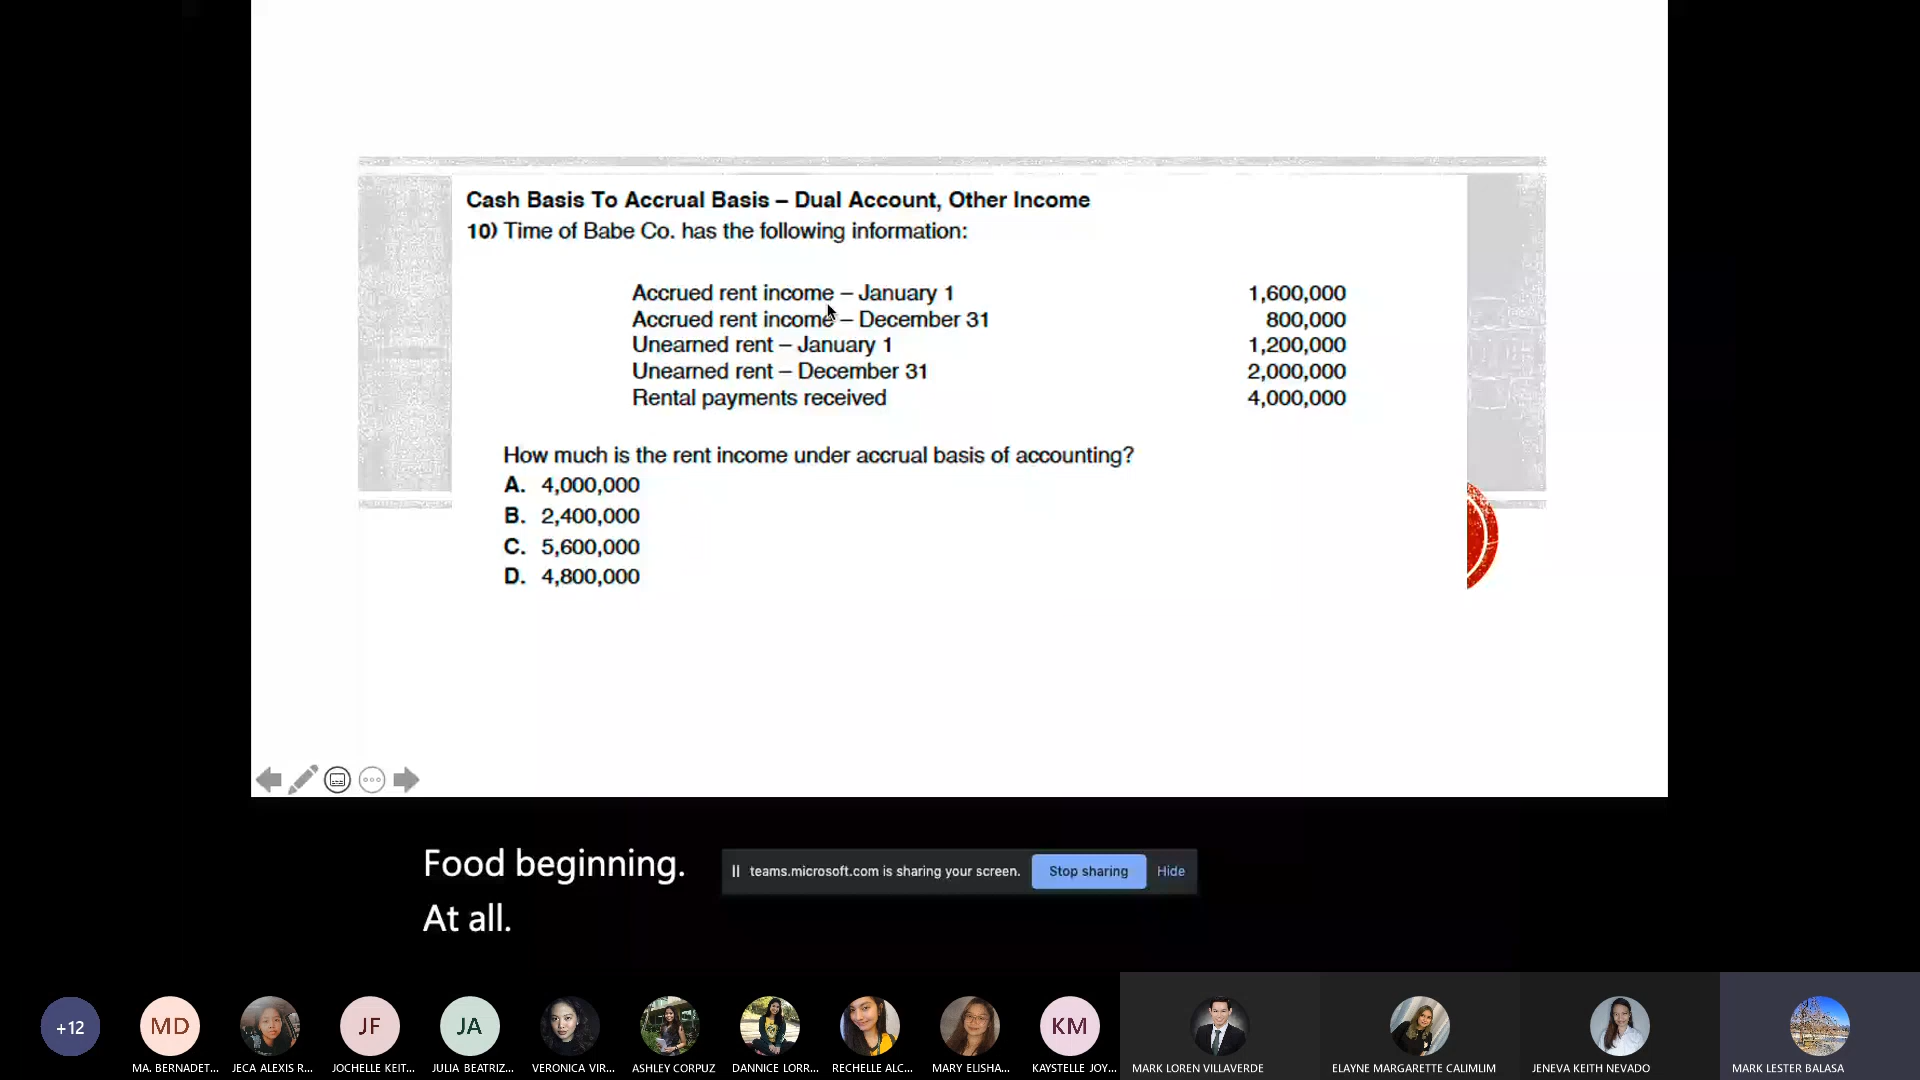 Cash Basis To Accrual Basis – Dual Account, Other Income
10) Time of Babe Co. has the following information:
Accrued rent income – January 1 1,600,000
Accrued rent income – December 31 800,000
Unearned rent – January 1 1,200,000
Unearned rent – December 31 2,000,000
Rental payments received 4,000,000
How much is the rent income under accrual basis of accounting?
A. 4,000,000
B. 2,400,000
C. 5,600,000
D. 4,800,000
Food beginning.
At all.
teams.microsoft.com is sharing your screen. Stop sharing Hide
+12 MD JF JA KM
MA. BERNADET... JECA ALEXIS R... JOCHELLE KEIT... JULIA BEATRIZ... VERONICA VIR... ASHLEY CORPUZ DANNICE LORR... RECHELLE ALC... MARY ELISHA... KAYSTELLE JOY... MARK LOREN VILLAVERDE ELAYNE MARGARETTE CALIMLIM JENEVA KEITH NEVADO MARK LESTER BALASA